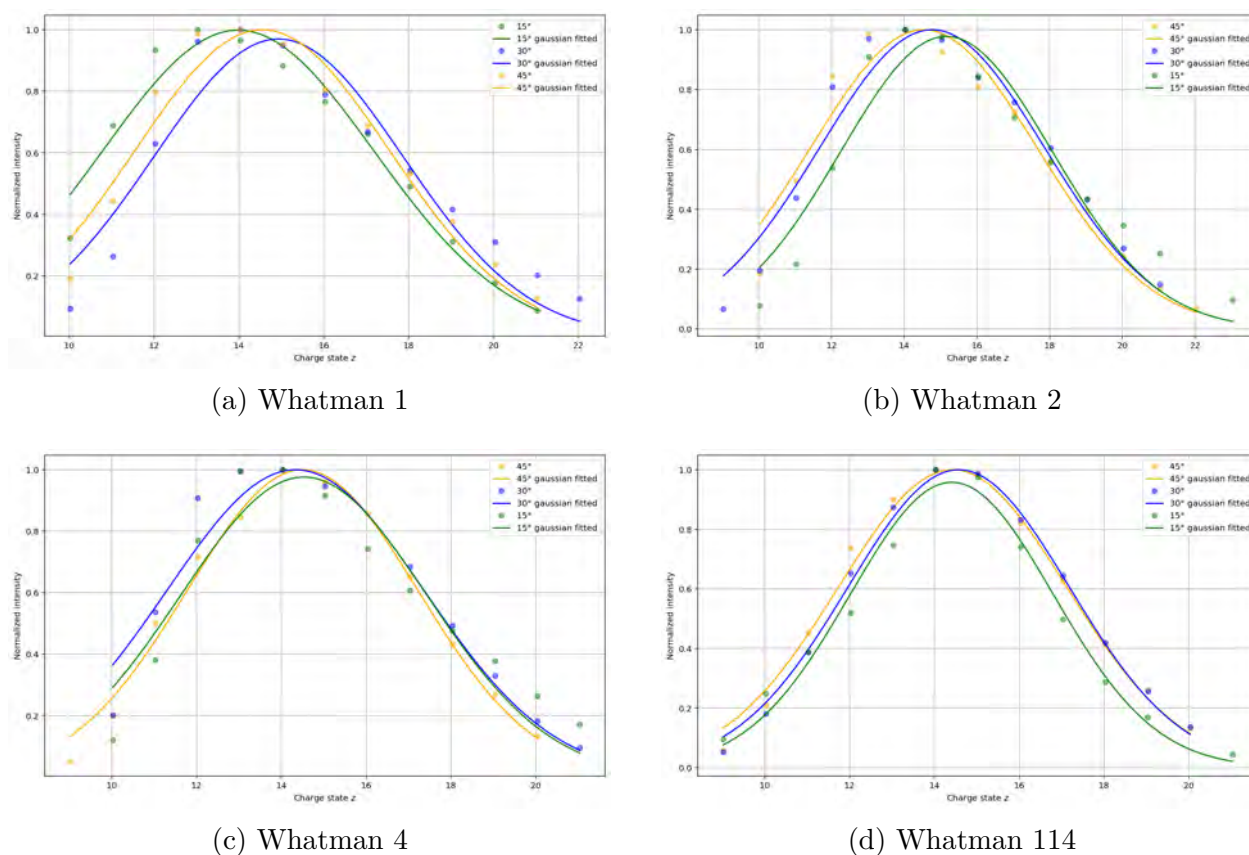 1.0
0.8
0.6
0.4
0.2
Normalized intensity
15°
15° gaussian fitted
30°
30° gaussian fitted
45°
45° gaussian fitted
10 12 14 16 18 20 22
Charge state z
(a) Whatman 1
1.0
0.8
0.6
0.4
0.2
0.0
Normalized intensity
45°
45° gaussian fitted
30°
30° gaussian fitted
15°
15° gaussian fitted
10 12 14 16 18 20 22
Charge state z
(b) Whatman 2
1.0
0.8
0.6
0.4
0.2
Normalized intensity
45°
45° gaussian fitted
30°
30° gaussian fitted
15°
15° gaussian fitted
10 12 14 16 18 20
Charge state z
(c) Whatman 4
1.0
0.8
0.6
0.4
0.2
0.0
Normalized intensity
45°
45° gaussian fitted
30°
30° gaussian fitted
15°
15° gaussian fitted
10 12 14 16 18 20
Charge state z
(d) Whatman 114